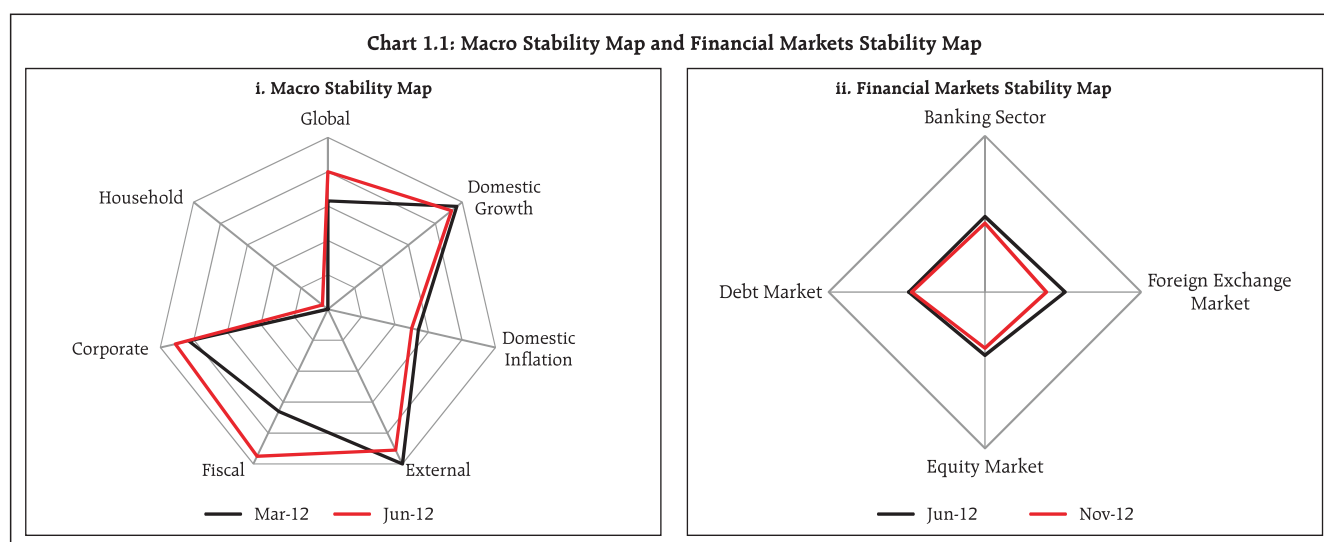 Chart 1.1: Macro Stability Map and Financial Markets Stability Map
i. Macro Stability Map
Global
Domestic
Growth
Domestic
Inflation
External
Fiscal
Corporate
Household
Mar-12
Jun-12
ii. Financial Markets Stability Map
Banking Sector
Foreign Exchange
Market
Equity Market
Debt Market
Jun-12
Nov-12